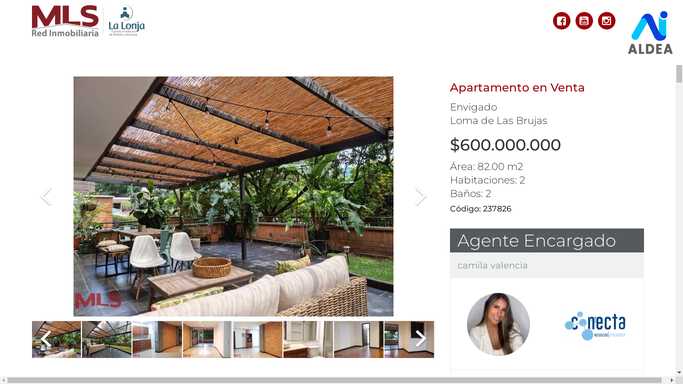 MLS
Red Inmobiliaria
La Lonja
ALDEA
Apartamento en Venta
Envigado
Loma de Las Brujas
$600.000.000
Área: 82.00 m2
Habitaciones: 2
Baños: 2
Código: 237826
MLS
Agente Encargado
camila valencia
conecta